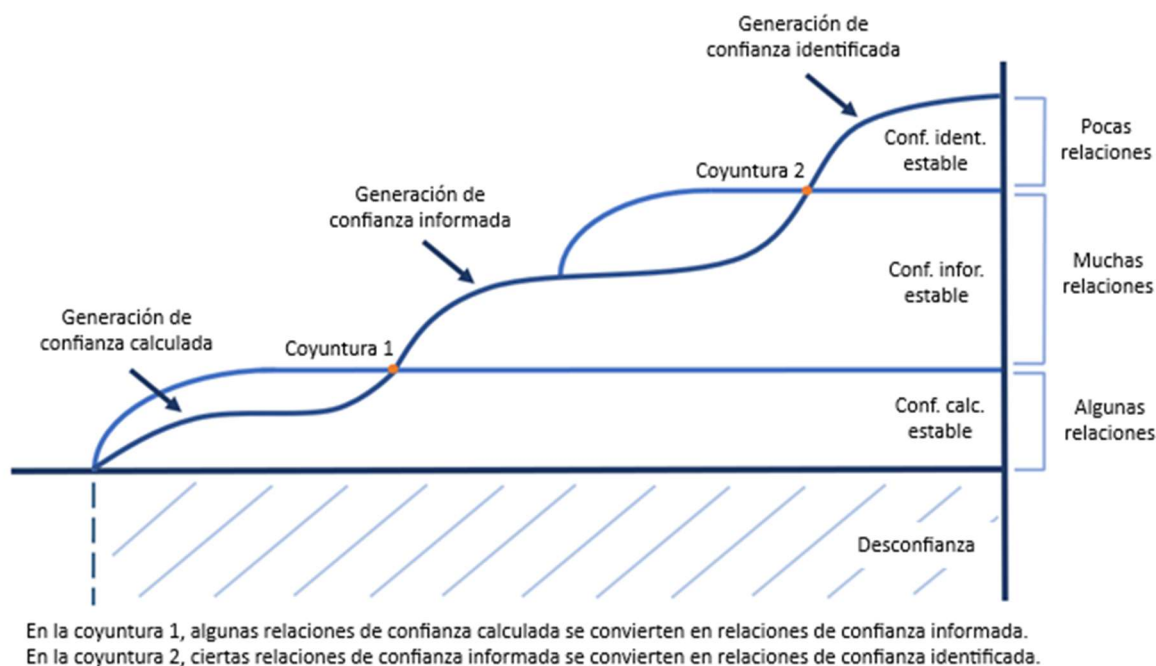 Generación de
confianza identificada
Pocas
relaciones
Conf. ident.
estable
Coyuntura 2
Generación de
confianza informada
Muchas
relaciones
Conf. infor.
estable
Generación de
confianza calculada
Coyuntura 1
Algunas
relaciones
Conf. calc.
estable
Desconfianza
En la coyuntura 1, algunas relaciones de confianza calculada se convierten en relaciones de confianza informada.
En la coyuntura 2, ciertas relaciones de confianza informada se convierten en relaciones de confianza identificada.